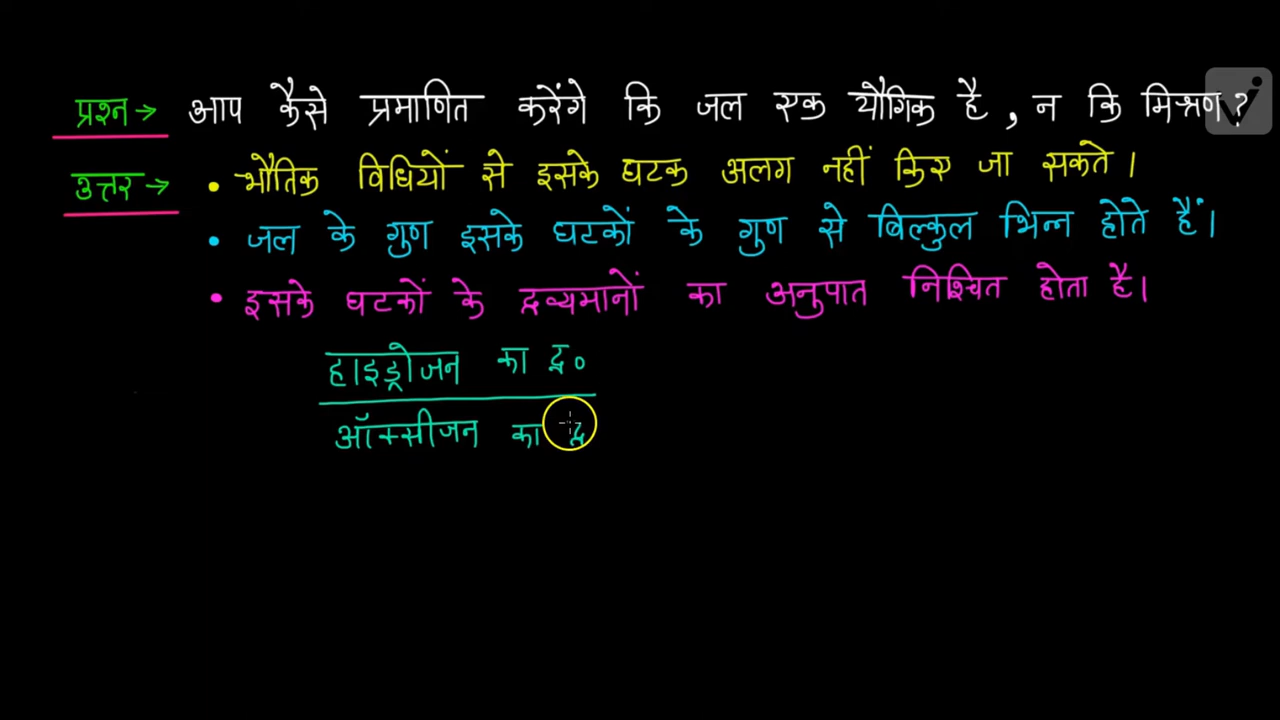 प्रश्न → आप कैसे प्रमाणित करेंगे कि जल एक यौगिक है , न कि मिश्रण ?
उत्तर → • भौतिक विधियों से इसके घटक अलग नहीं किए जा सकते ।
• जल के गुण इसके घटकों के गुण से बिल्कुल भिन्न होते हैं ।
• इसके घटकों के द्रव्यमानों का अनुपात निश्चित होता है ।
हाइड्रोजन का द्र०
ऑक्सीजन का द्र